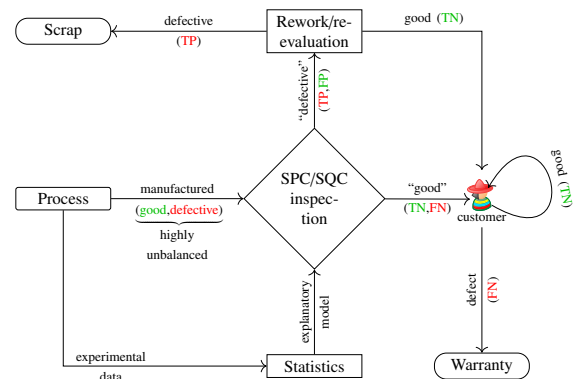 Scrap
defective
(TP)
Rework/re-
evaluation
good (TN)
"defective"
(TP,FP)
Process
manufactured
(good,defective)
highly
unbalanced
SPC/SQC
inspec-
tion
"good"
(TN,FN)
customer
good (TN)
defect
(FN)
Warranty
explanatory
model
experimental
data
Statistics